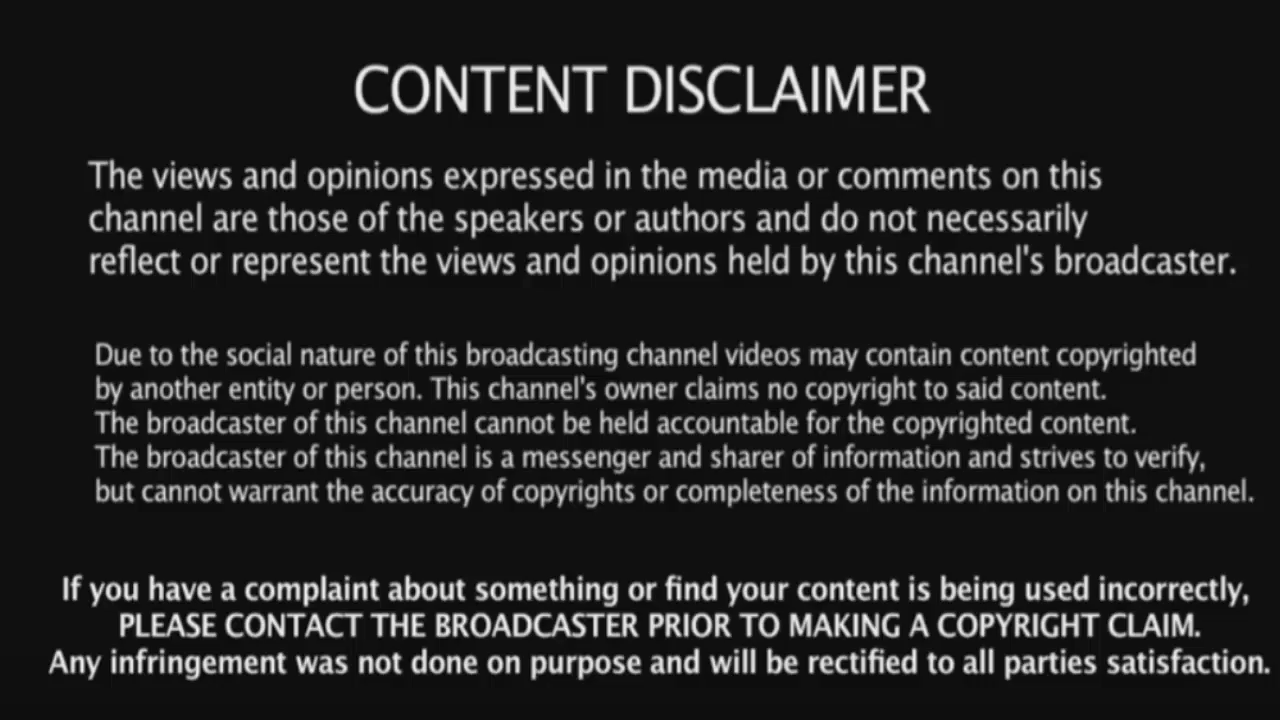 CONTENT DISCLAIMER
The views and opinions expressed in the media or comments on this
channel are those of the speakers or authors and do not necessarily
reflect or represent the views and opinions held by this channel's broadcaster.
Due to the social nature of this broadcasting channel videos may contain content copyrighted
by another entity or person. This channel's owner claims no copyright to said content.
The broadcaster of this channel cannot be held accountable for the copyrighted content.
The broadcaster of this channel is a messenger and sharer of information and strives to verify,
but cannot warrant the accuracy of copyrights or completeness of the information on this channel.
If you have a complaint about something or find your content is being used incorrectly,
PLEASE CONTACT THE BROADCASTER PRIOR TO MAKING A COPYRIGHT CLAIM.
Any infringement was not done on purpose and will be rectified to all parties satisfaction.